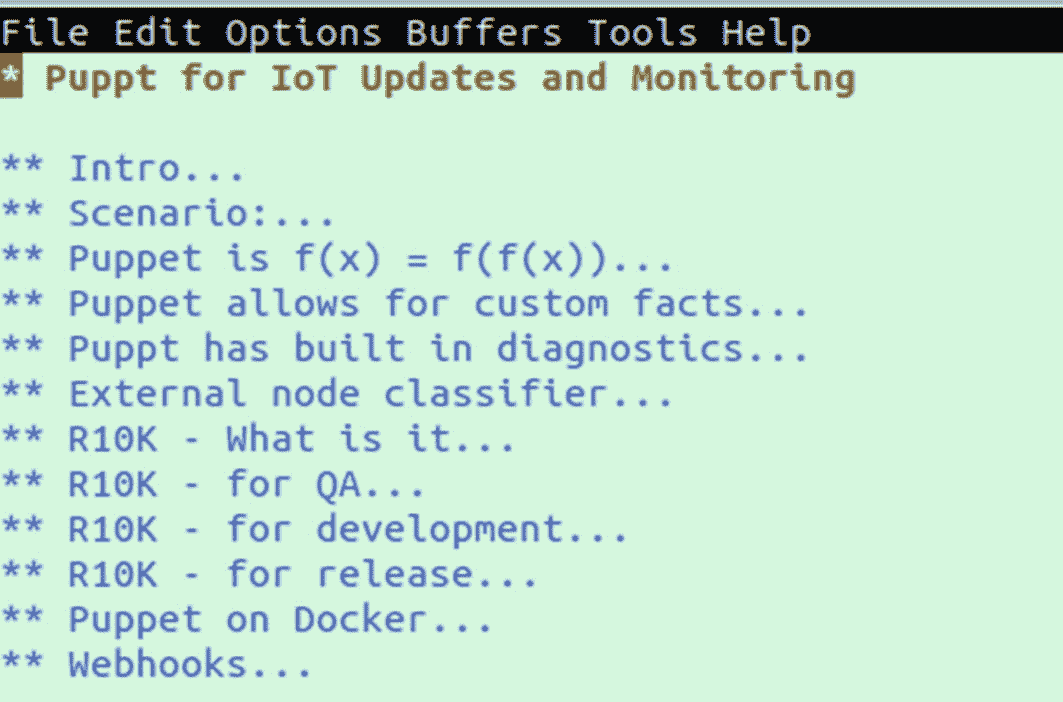 File Edit Options Buffers Tools Help
* Puppt for IoT Updates and Monitoring
** Intro...
** Scenario:...
** Puppet is f(x) = f(f(x))...
** Puppet allows for custom facts...
** Puppt has built in diagnostics...
** External node classifier...
** R10K - What is it...
** R10K - for QA...
** R10K - for development...
** R10K - for release...
** Puppet on Docker...
** Webhooks...